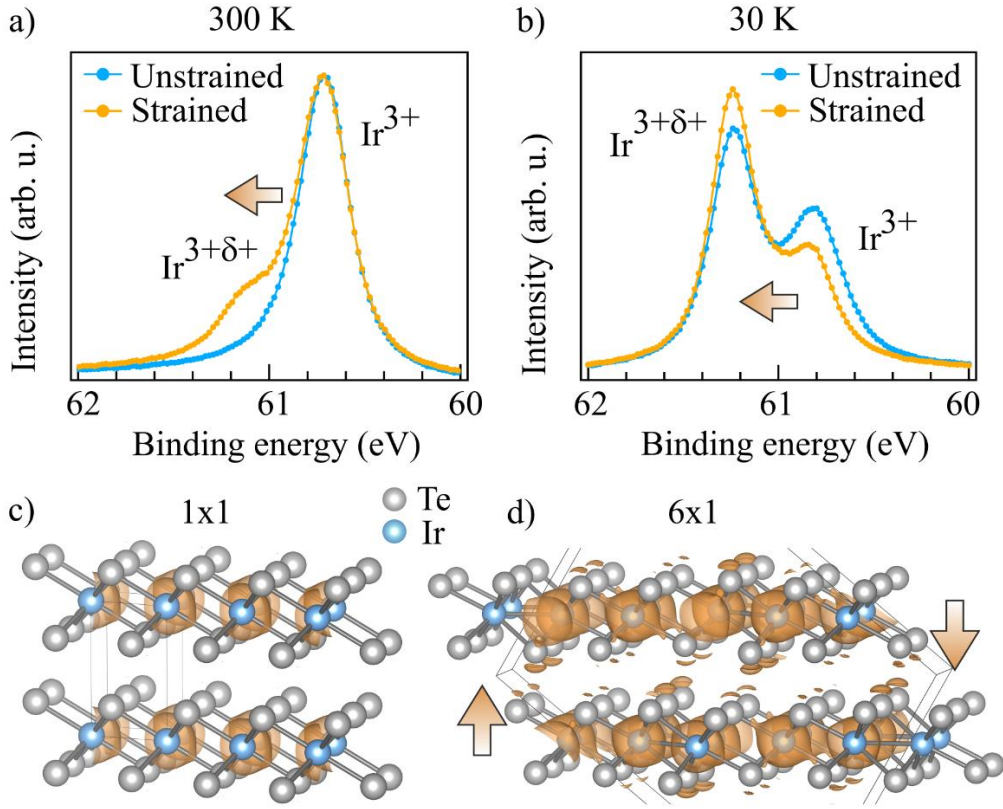 a) 300 K
Unstrained
Strained
Ir3+
Ir3+δ+
Intensity (arb. u.)
62 61 60
Binding energy (eV)
b) 30 K
Unstrained
Strained
Ir3+δ+
Ir3+
Intensity (arb. u.)
62 61 60
Binding energy (eV)
c) 1x1
Te
Ir
d) 6x1